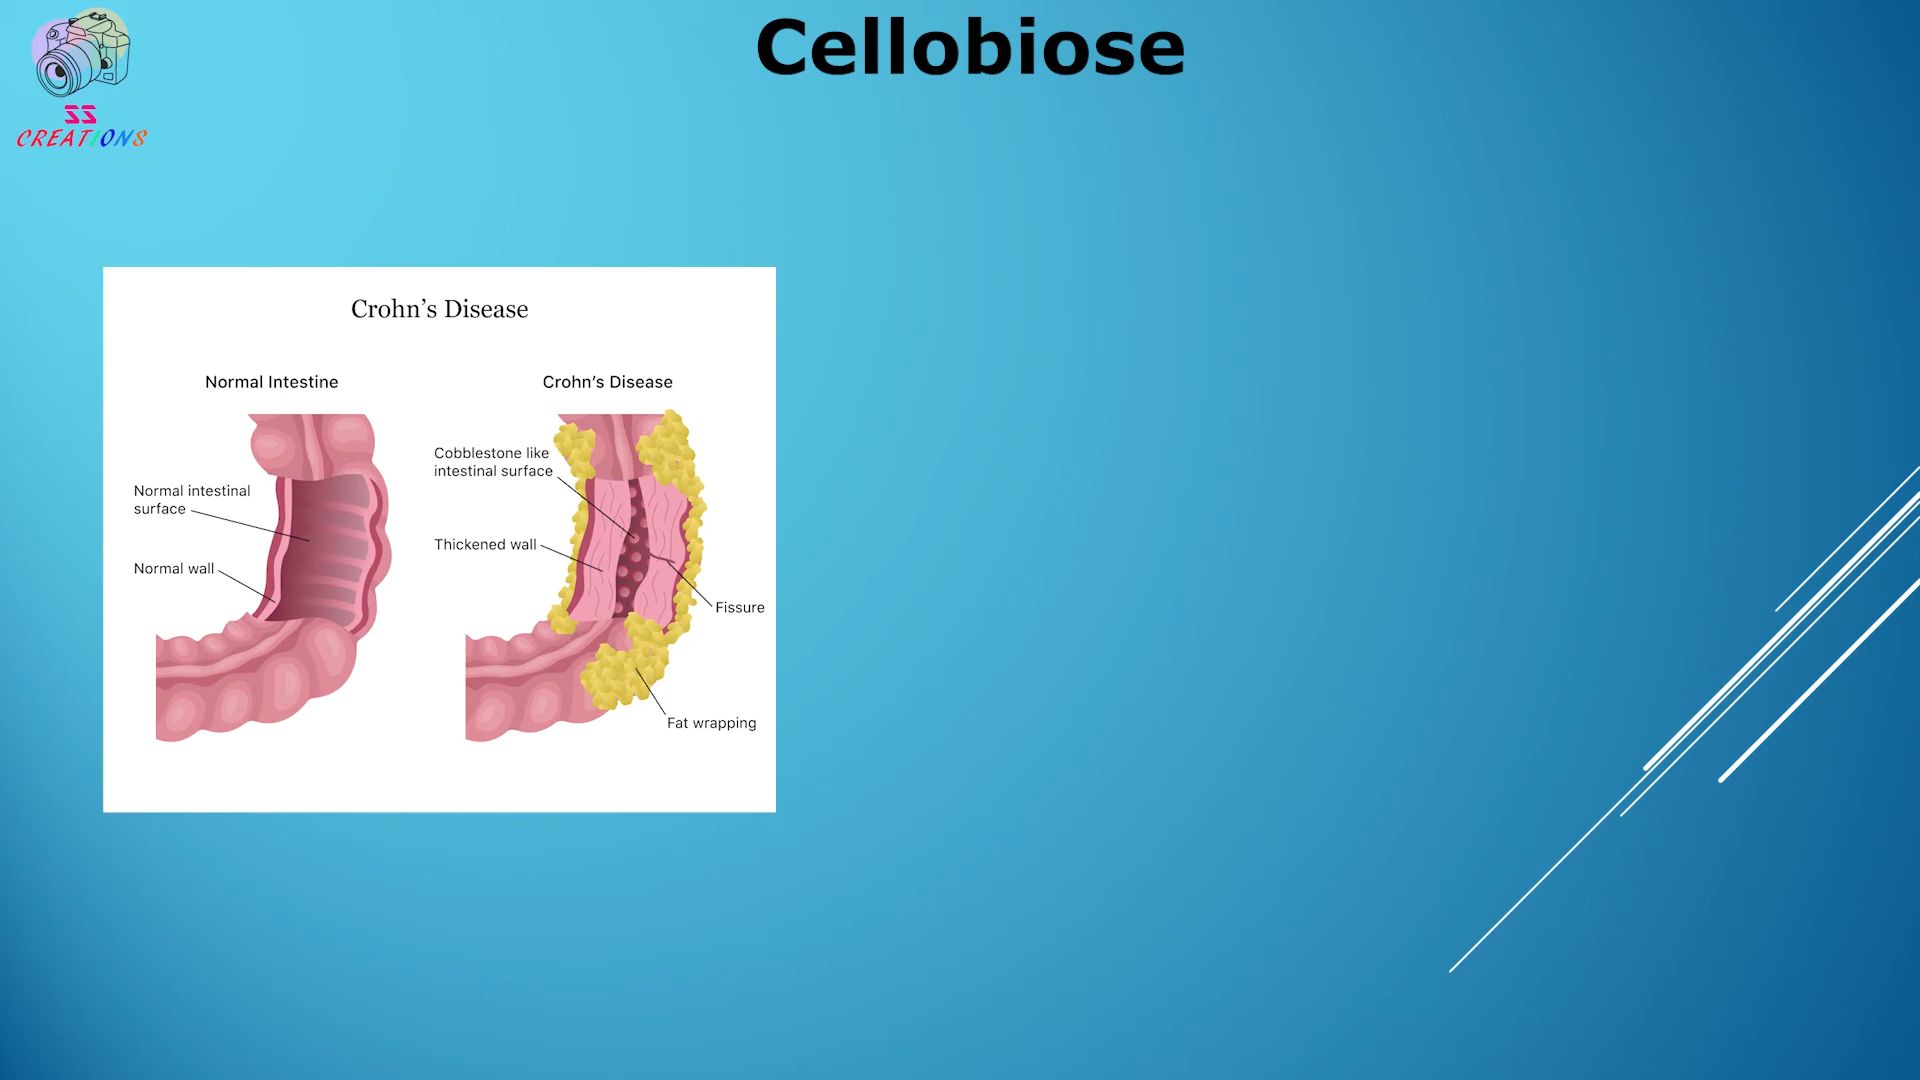 Cellobiose
SS
CREATIONS
Crohn’s Disease
Normal Intestine
Crohn’s Disease
Cobblestone like
intestinal surface
Normal intestinal
surface
Thickened wall
Normal wall
Fissure
Fat wrapping